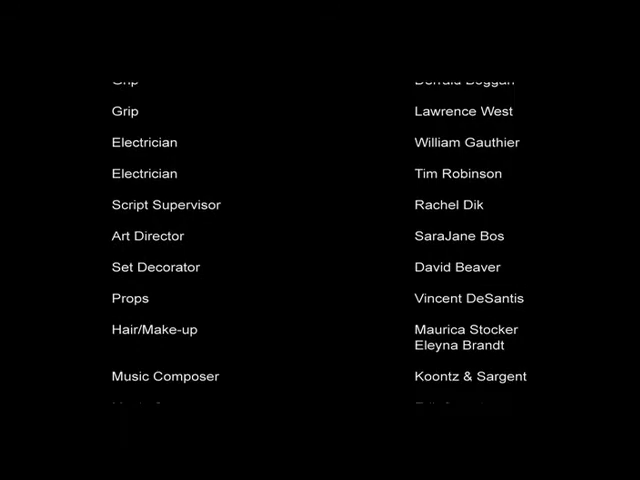 Grip
Lawrence West
Electrician
William Gauthier
Electrician
Tim Robinson
Script Supervisor
Rachel Dik
Art Director
SaraJane Bos
Set Decorator
David Beaver
Props
Vincent DeSantis
Hair/Make-up
Maurica Stocker
Eleyna Brandt
Music Composer
Koontz & Sargent